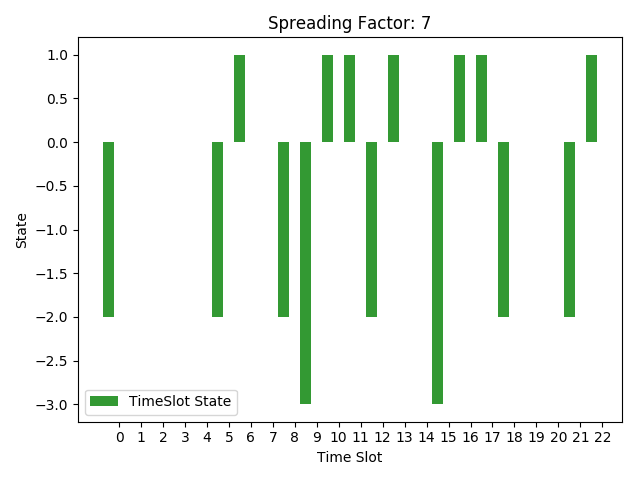 Spreading Factor: 7
1.0
0.5
0.0
−0.5
−1.0
−1.5
−2.0
−2.5
−3.0
State
TimeSlot State
0 1 2 3 4 5 6 7 8 9 10 11 12 13 14 15 16 17 18 19 20 21 22
Time Slot